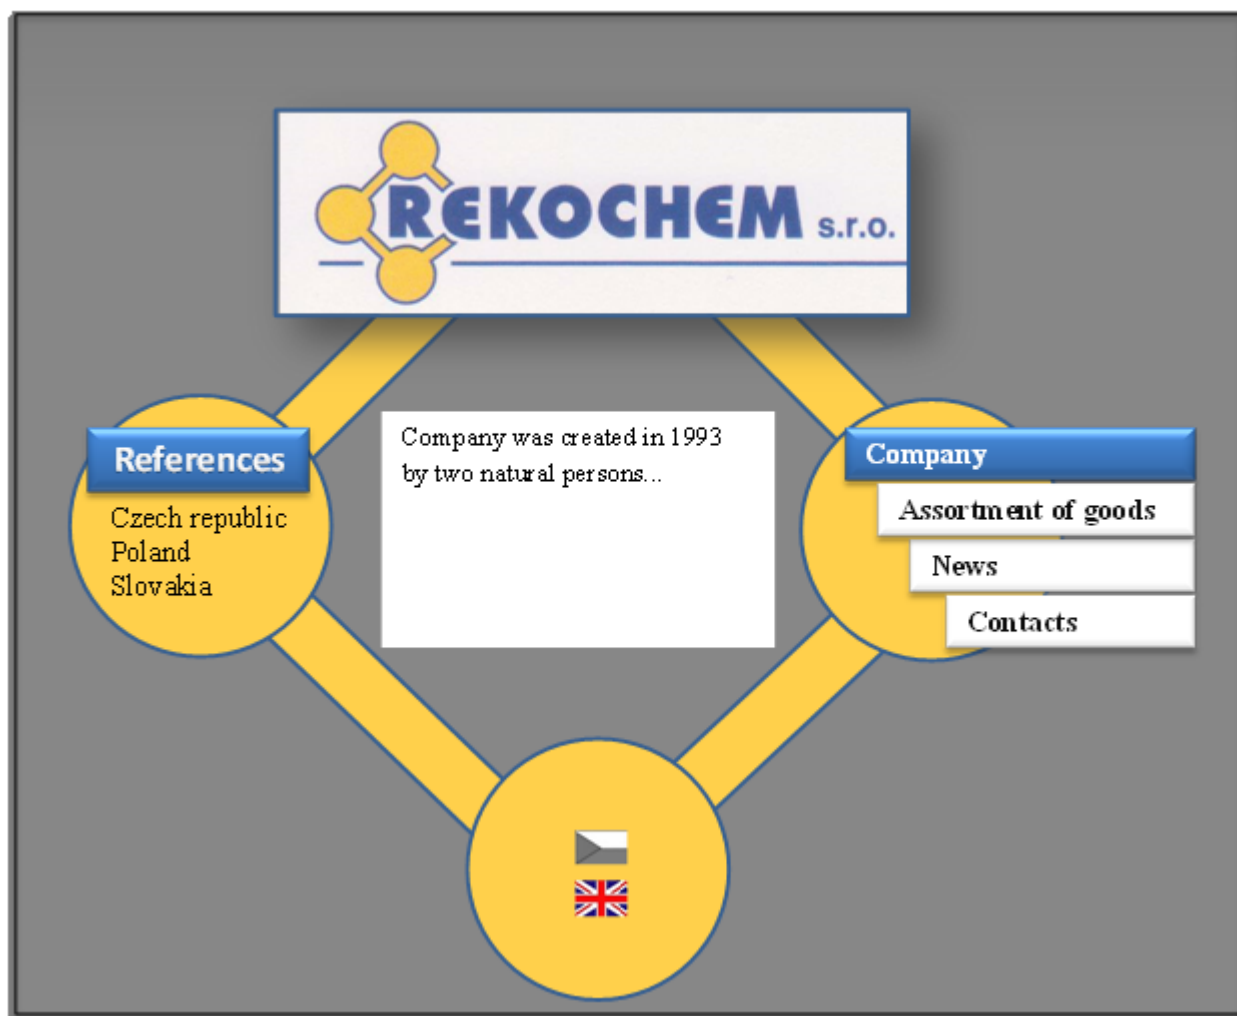 REKOCHEM s.r.o.
References
Czech republic
Poland
Slovakia
Company was created in 1993
by two natural persons...
Company
Assortment of goods
News
Contacts